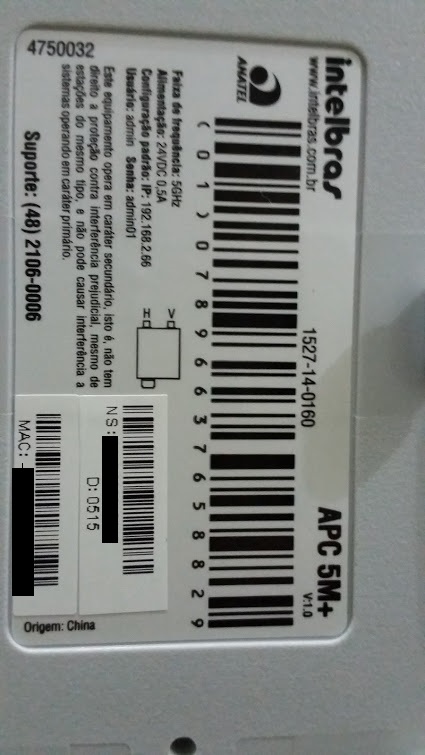 intelbras
www.intelbras.com.br
APC 5M+
V:1.0
1527-14-0160
ANATEL
(01)07896637658829
Faixa de frequência: 5GHz
Alimentação: 24VDC 0,5A
Configuração padrão: IP: 192.168.2.66
Usuário: admin Senha: admin01
V
H
Este equipamento opera em caráter secundário, isto é, não tem
direito a proteção contra interferência prejudicial, mesmo de
estações do mesmo tipo, e não pode causar interferência a
sistemas operando em caráter primário.
NS:
D: 0515
MAC:
4750032
Suporte: (48) 2106-0006
Origem: China